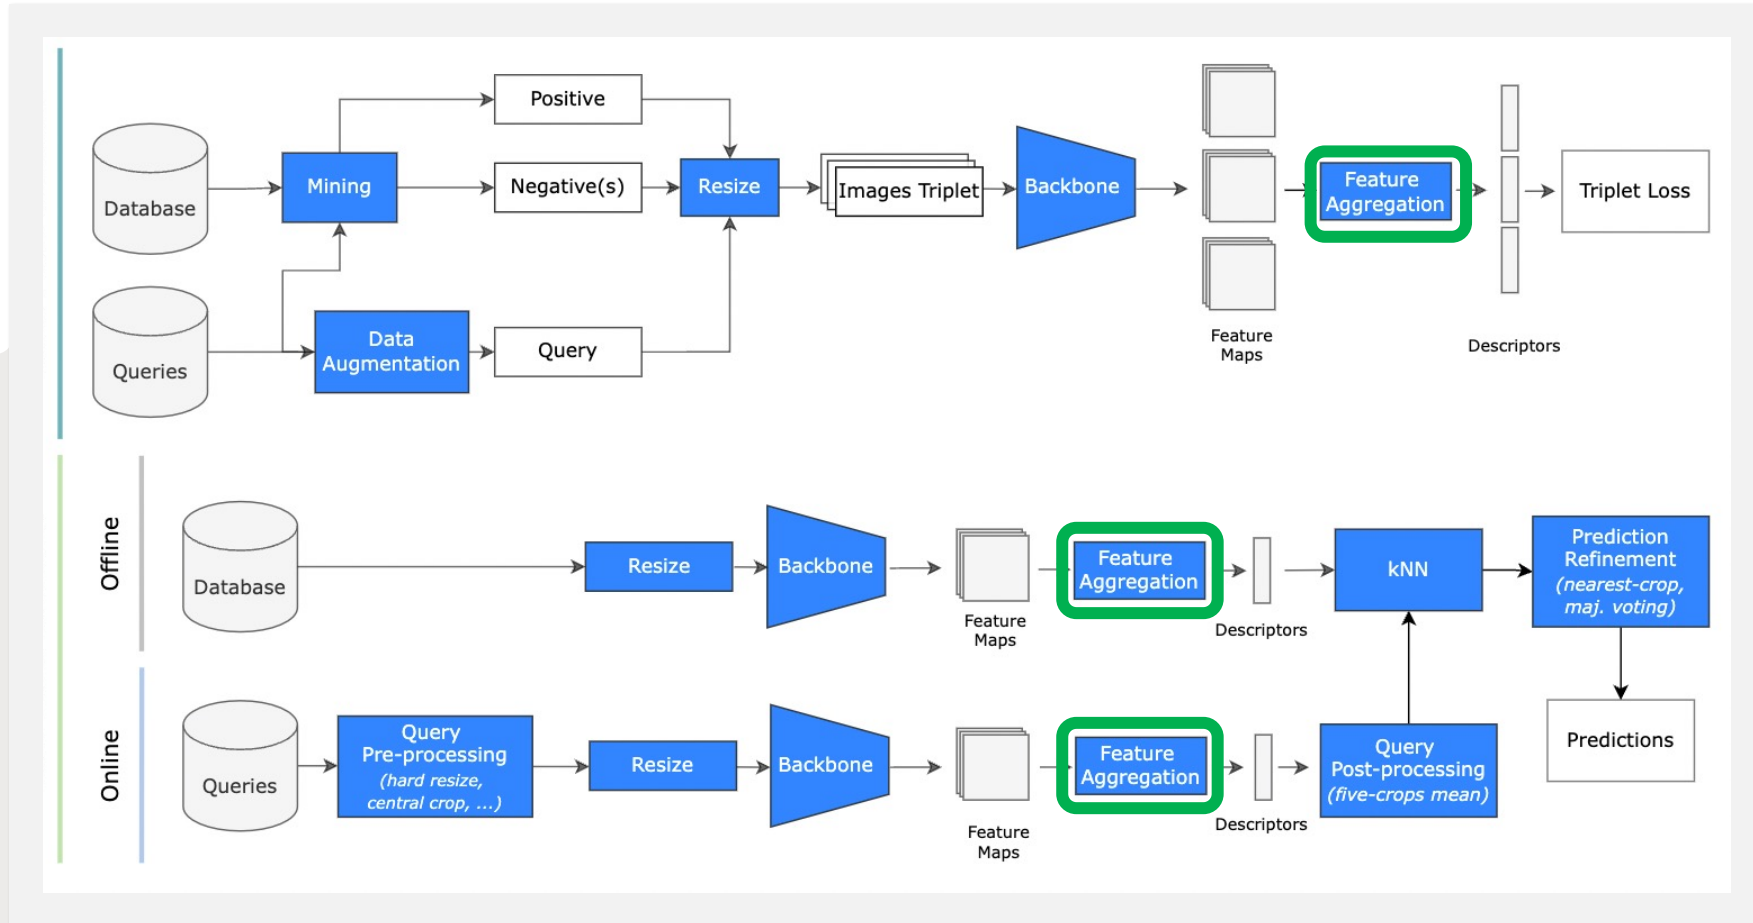 Positive
Database
Mining
Negative(s)
Resize
Images Triplet
Backbone
Feature
Aggregation
Triplet Loss
Queries
Data
Augmentation
Query
Feature
Maps
Descriptors
Offline
Database
Resize
Backbone
Feature
Maps
Feature
Aggregation
Descriptors
kNN
Prediction
Refinement
(nearest-crop,
maj. voting)
Online
Queries
Query
Pre-processing
(hard resize,
central crop, ...)
Resize
Backbone
Feature
Maps
Feature
Aggregation
Descriptors
Query
Post-processing
(five-crops mean)
Predictions